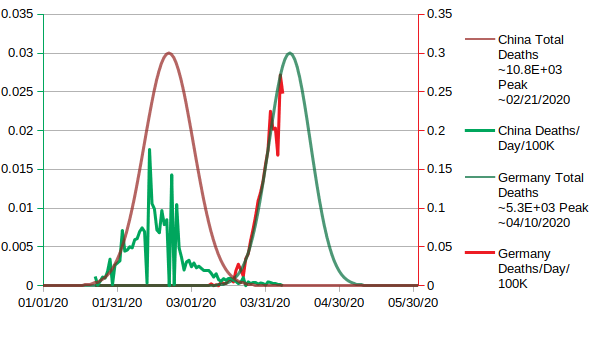 0.035
0.03
0.025
0.02
0.015
0.01
0.005
0
0.35
0.3
0.25
0.2
0.15
0.1
0.05
0
01/01/20
01/31/20
03/01/20
03/31/20
04/30/20
05/30/20
China Total
Deaths
~10.8E+03
Peak
~02/21/2020
China Deaths/
Day/100K
Germany Total
Deaths
~5.3E+03 Peak
~04/10/2020
Germany
Deaths/Day/
100K